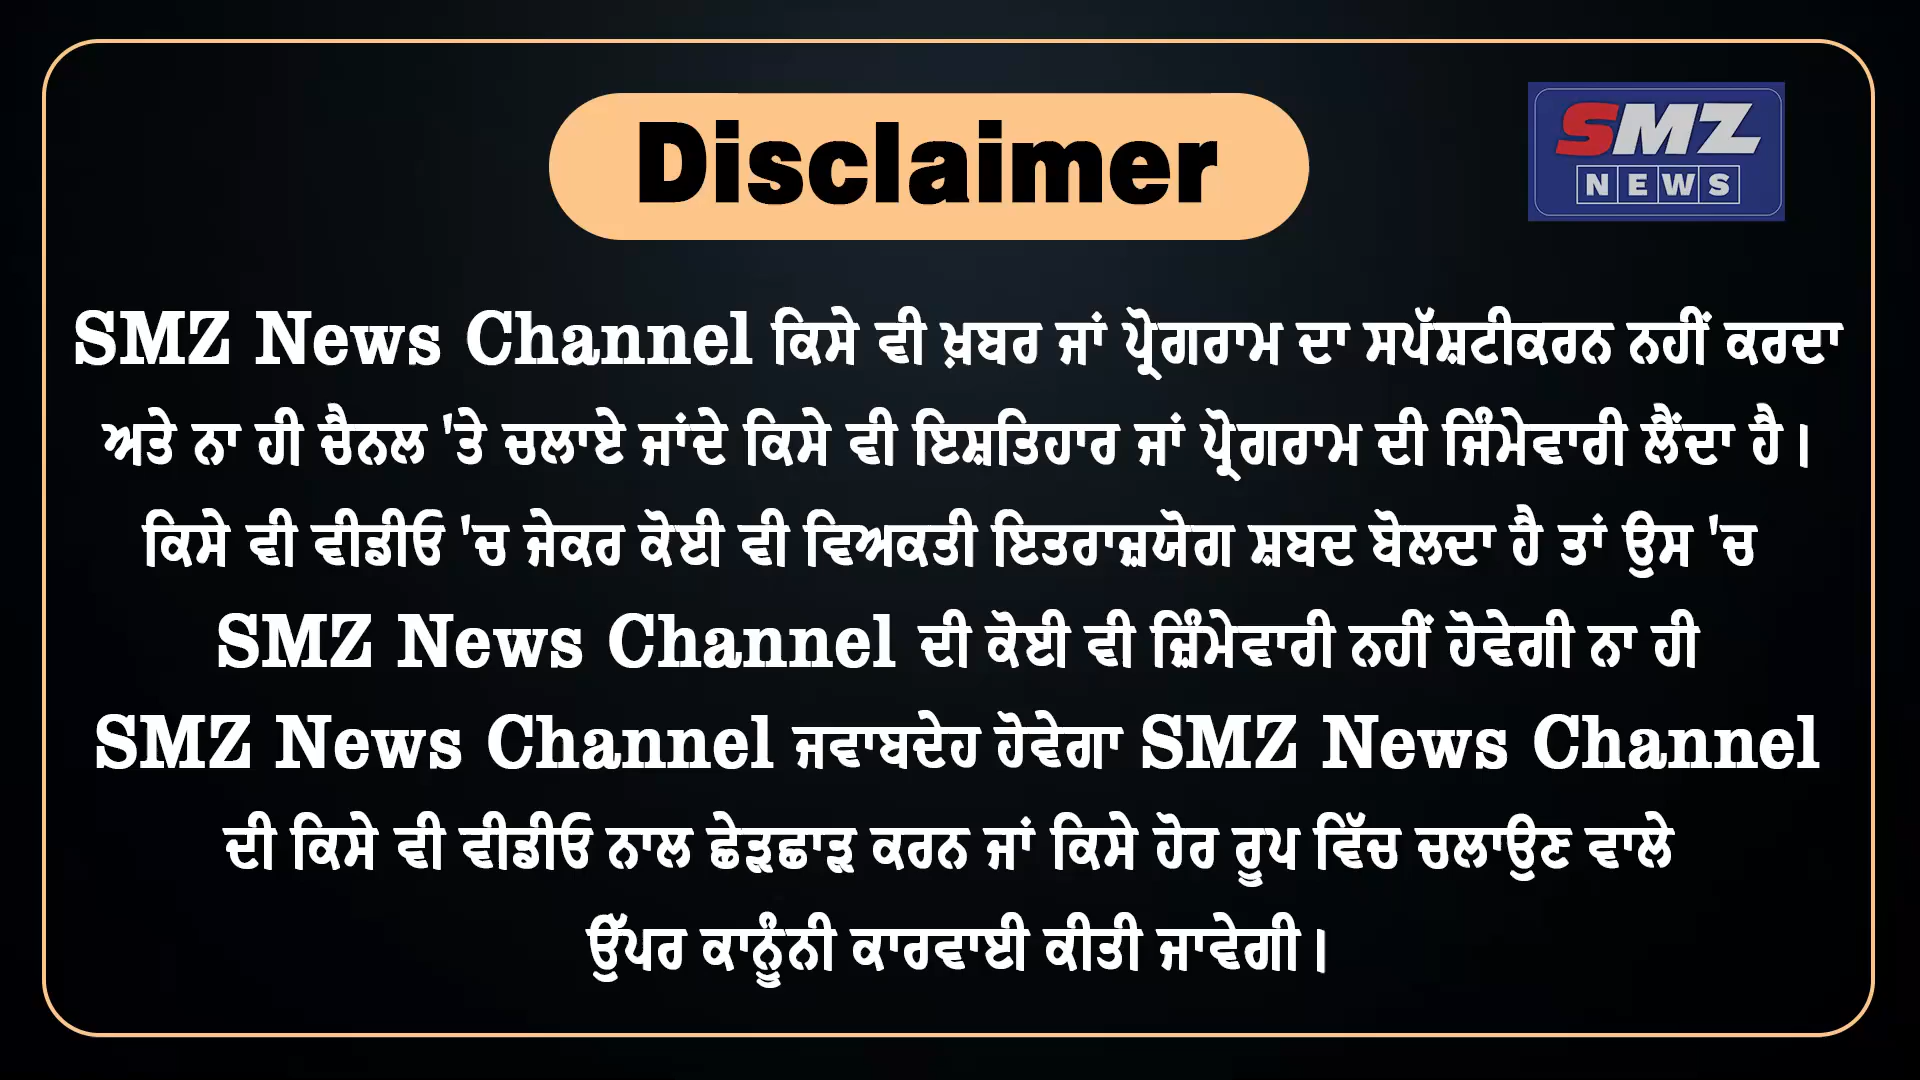 Disclaimer
SMZ
NEWS
SMZ News Channel ਕਿਸੇ ਵੀ ਖ਼ਬਰ ਜਾਂ ਪ੍ਰੋਗਰਾਮ ਦਾ ਸਪੱਸ਼ਟੀਕਰਨ ਨਹੀਂ ਕਰਦਾ
ਅਤੇ ਨਾ ਹੀ ਚੈਨਲ 'ਤੇ ਚਲਾਏ ਜਾਂਦੇ ਕਿਸੇ ਵੀ ਇਸ਼ਤਿਹਾਰ ਜਾਂ ਪ੍ਰੋਗਰਾਮ ਦੀ ਜਿੰਮੇਵਾਰੀ ਲੈਂਦਾ ਹੈ।
ਕਿਸੇ ਵੀ ਵੀਡੀਓ 'ਚ ਜੇਕਰ ਕੋਈ ਵੀ ਵਿਅਕਤੀ ਇਤਰਾਜ਼ਯੋਗ ਸ਼ਬਦ ਬੋਲਦਾ ਹੈ ਤਾਂ ਉਸ 'ਚ
SMZ News Channel ਦੀ ਕੋਈ ਵੀ ਜ਼ਿੰਮੇਵਾਰੀ ਨਹੀਂ ਹੋਵੇਗੀ ਨਾ ਹੀ
SMZ News Channel ਜਵਾਬਦੇਹ ਹੋਵੇਗਾ SMZ News Channel
ਦੀ ਕਿਸੇ ਵੀ ਵੀਡੀਓ ਨਾਲ ਛੇੜਛਾੜ ਕਰਨ ਜਾਂ ਕਿਸੇ ਹੋਰ ਰੂਪ ਵਿੱਚ ਚਲਾਉਣ ਵਾਲੇ
ਉੱਪਰ ਕਾਨੂੰਨੀ ਕਾਰਵਾਈ ਕੀਤੀ ਜਾਵੇਗੀ।